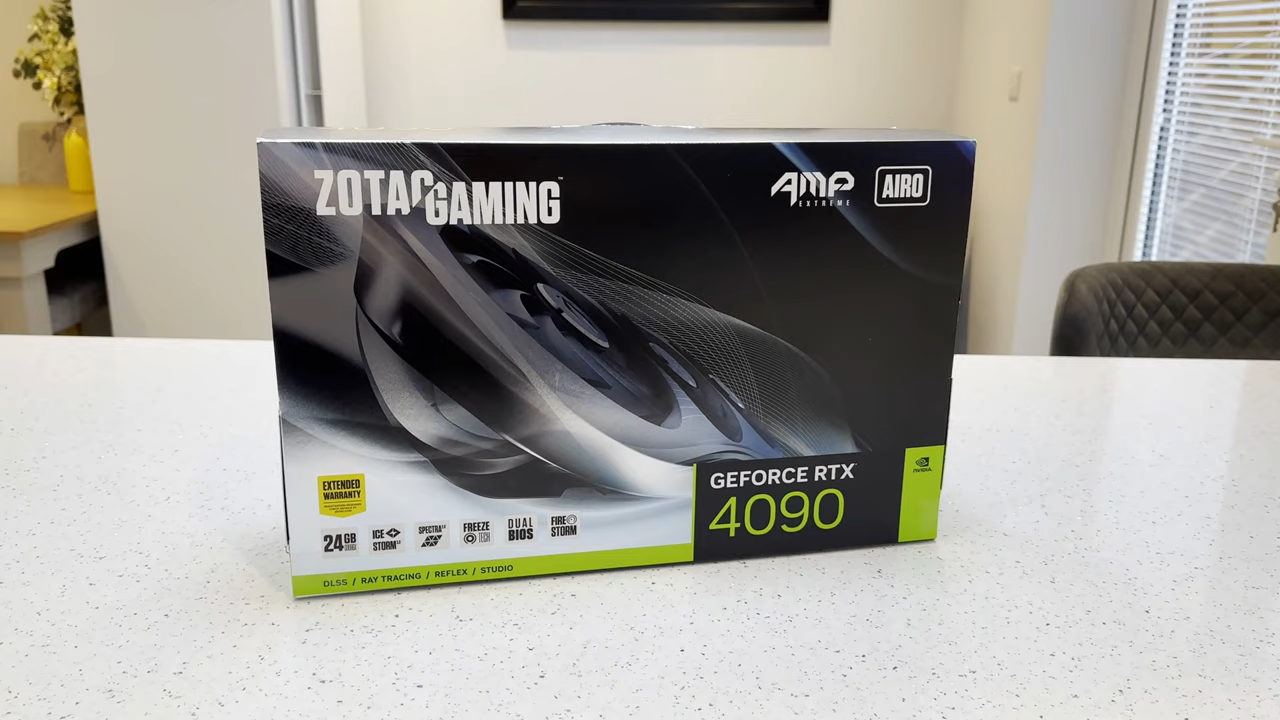 ZOTAC GAMING
AMP
EXTREME
AIRO
EXTENDED
WARRANTY
24GB
ICE
STORM
SPECTRA
FREEZE
TECH
DUAL
BIOS
FIRE
STORM
GEFORCE RTX
4090
NVIDIA
DLSS / RAY TRACING / REFLEX / STUDIO